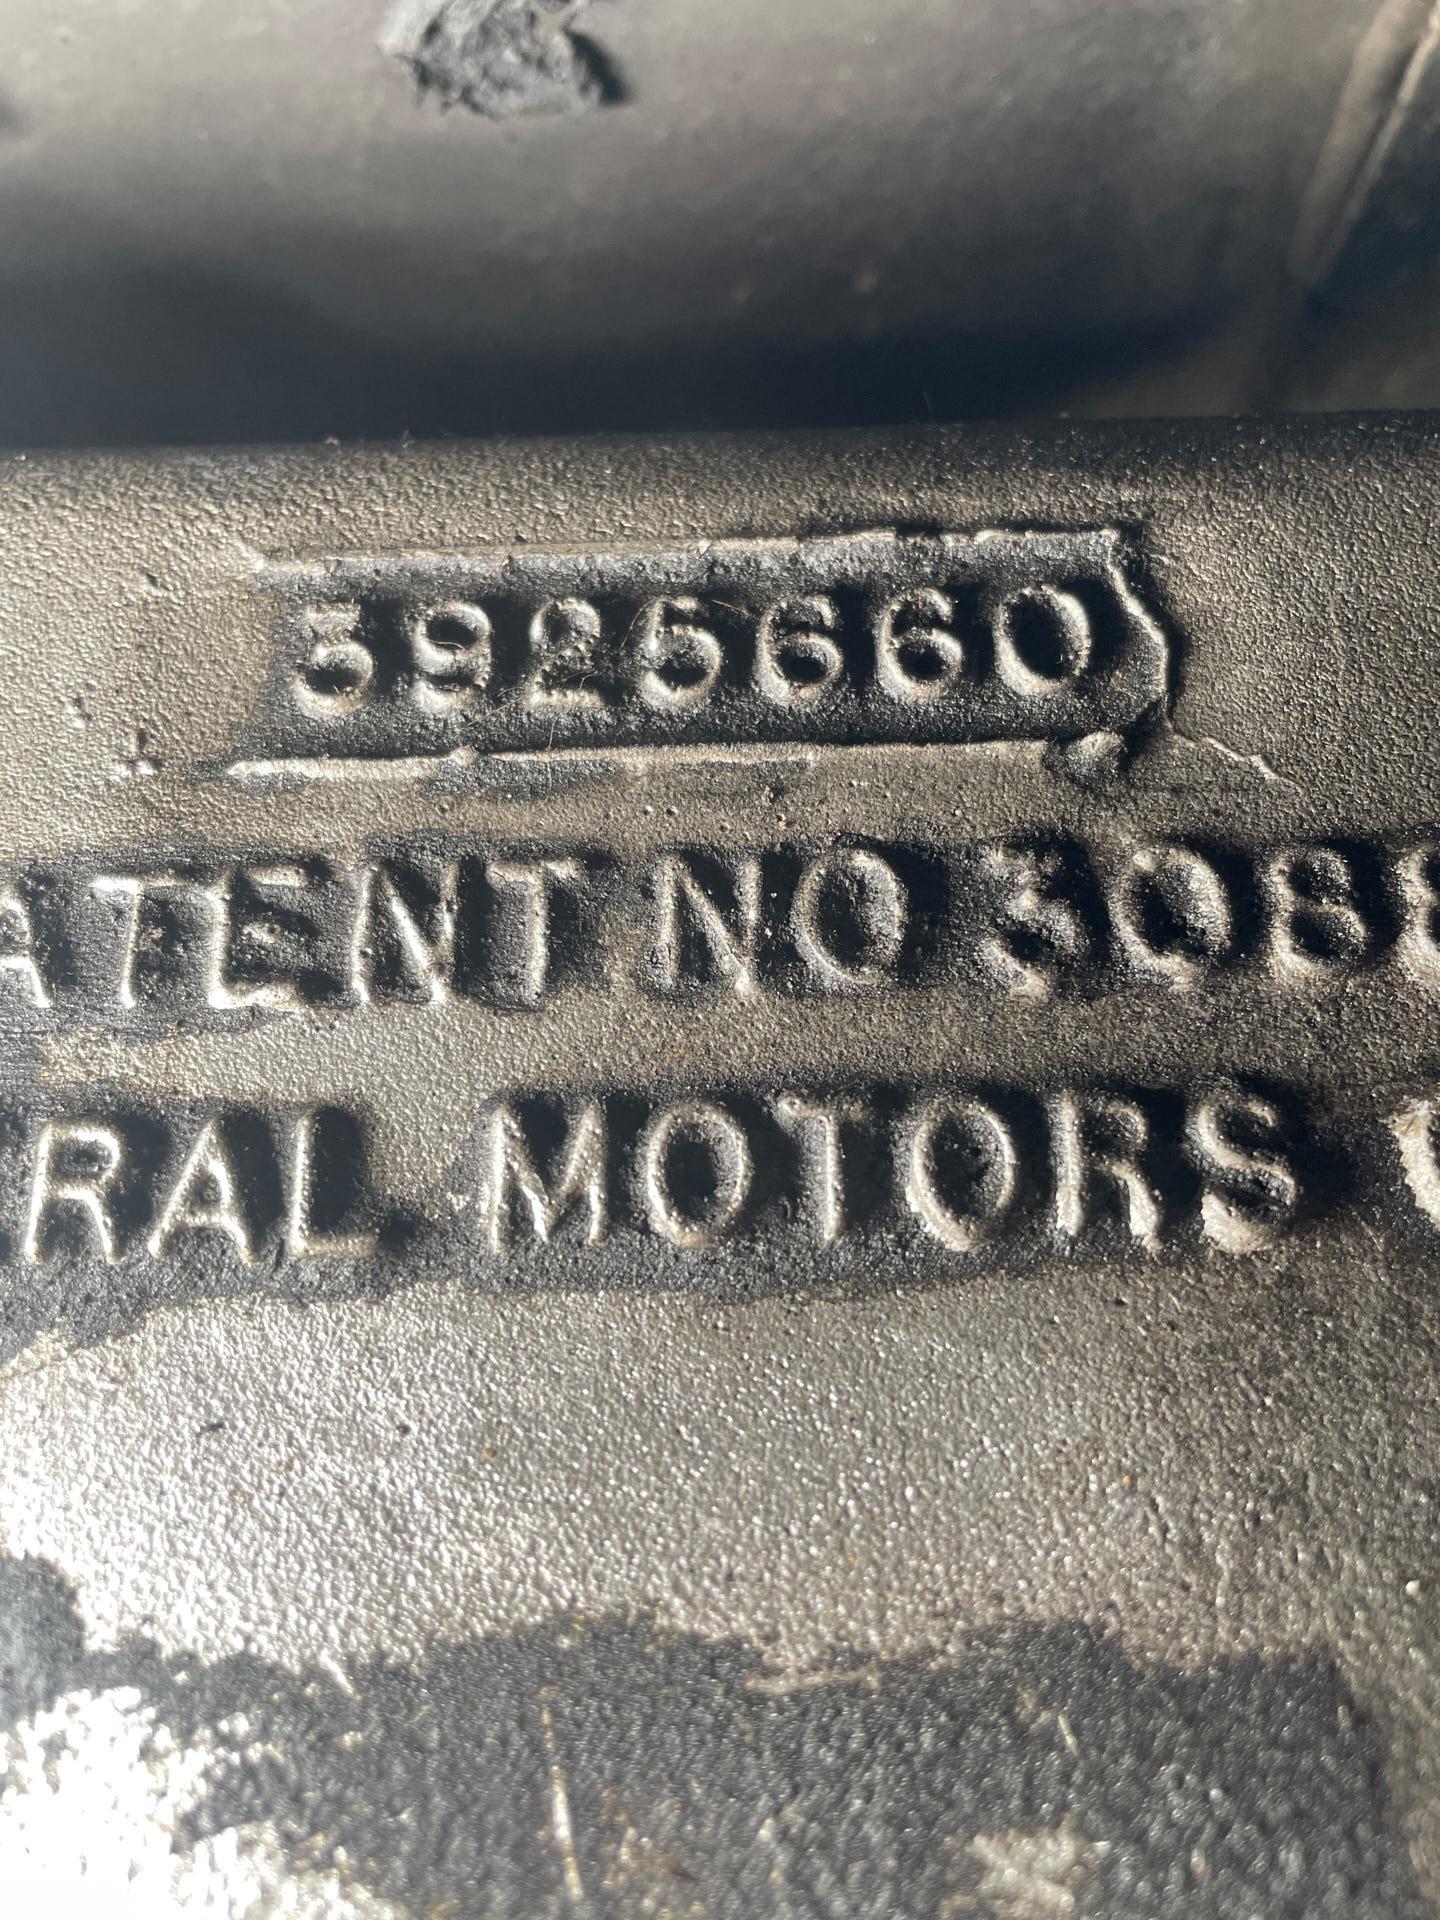 3925660
ATENT NO 308
RAL MOTORS